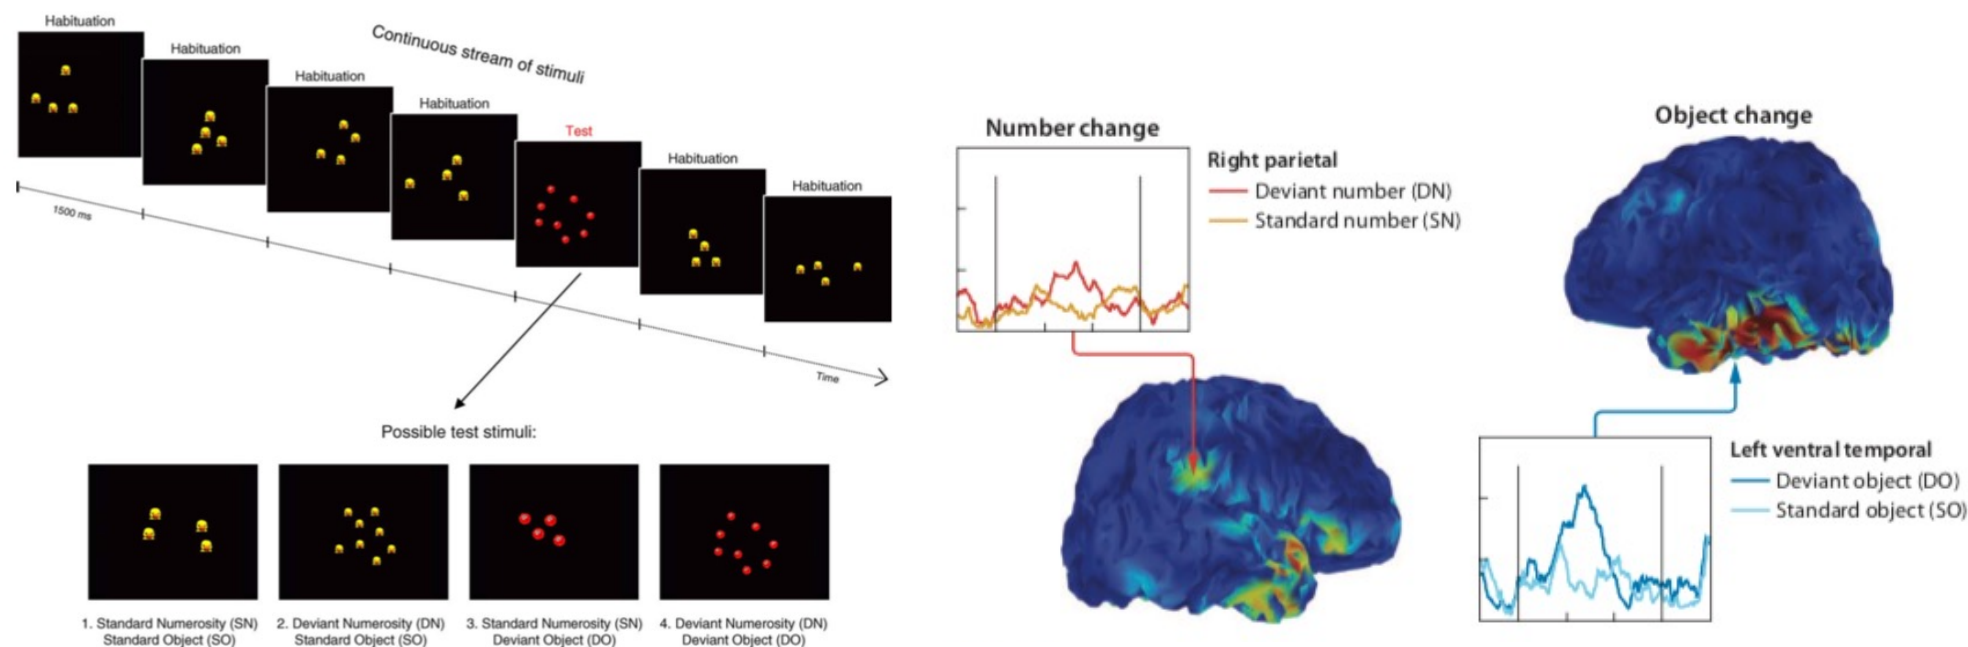 Habituation
Habituation
Habituation
Habituation
Test
Habituation
Habituation
Continuous stream of stimuli
1500 ms
Time
Possible test stimuli:
1. Standard Numerosity (SN)
Standard Object (SO)
2. Deviant Numerosity (DN)
Standard Object (SO)
3. Standard Numerosity (SN)
Deviant Object (DO)
4. Deviant Numerosity (DN)
Deviant Object (DO)
Number change
Right parietal
Deviant number (DN)
Standard number (SN)
Object change
Left ventral temporal
Deviant object (DO)
Standard object (SO)